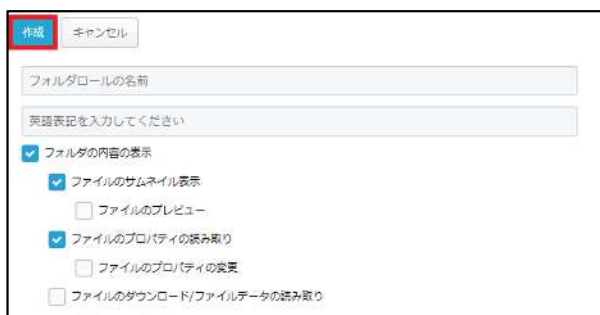 作成 キャンセル
フォルダロールの名前
英語表記を入力してください
フォルダの内容の表示
ファイルのサムネイル表示
ファイルのプレビュー
ファイルのプロパティの読み取り
ファイルのプロパティの変更
ファイルのダウンロード/ファイルデータの読み取り